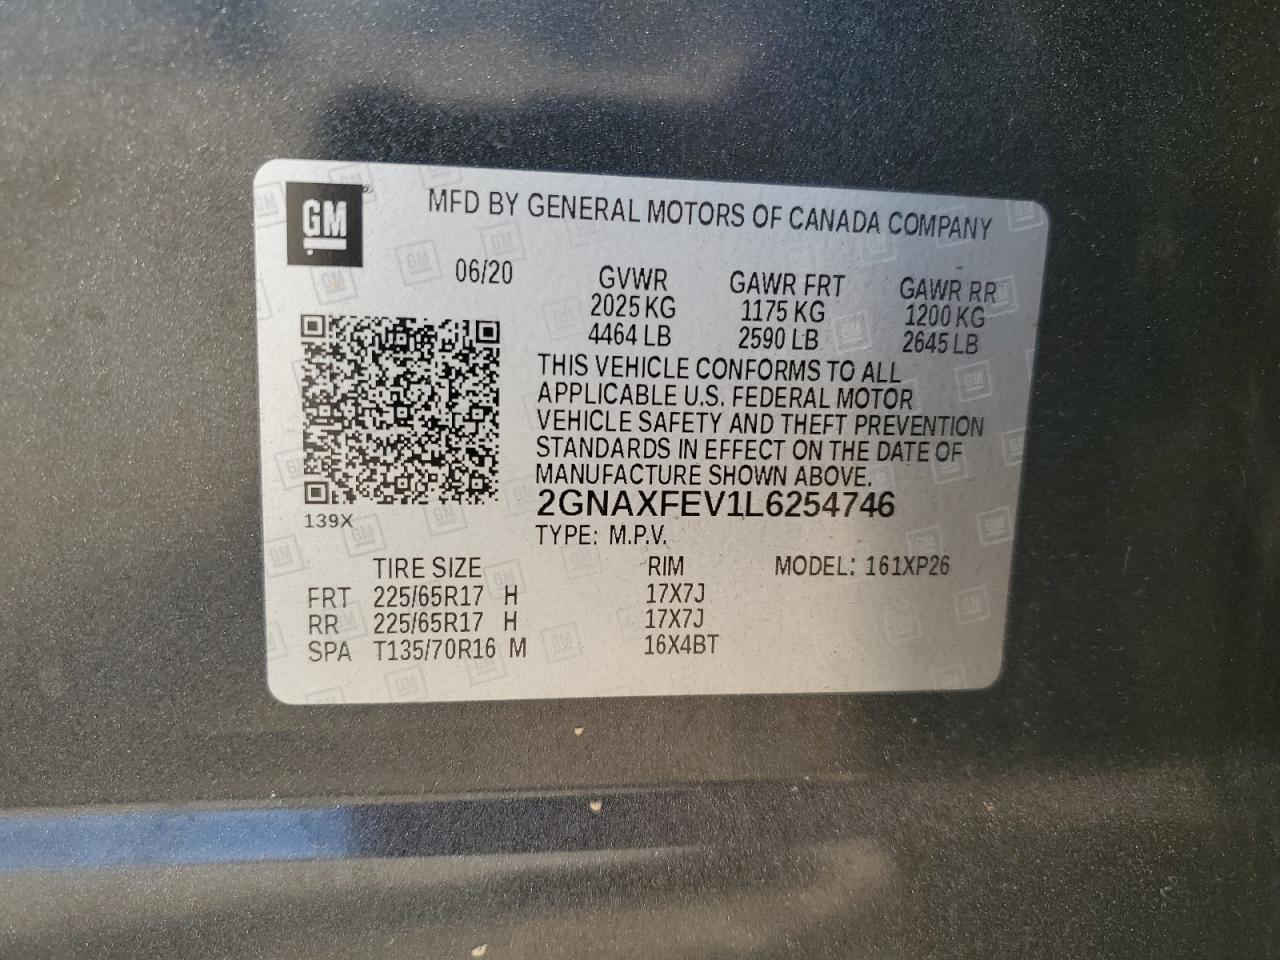 GM
MFD BY GENERAL MOTORS OF CANADA COMPANY
06/20 GVWR GAWR FRT GAWR RR
2025 KG 1175 KG 1200 KG
4464 LB 2590 LB 2645 LB
THIS VEHICLE CONFORMS TO ALL
APPLICABLE U.S. FEDERAL MOTOR
VEHICLE SAFETY AND THEFT PREVENTION
STANDARDS IN EFFECT ON THE DATE OF
MANUFACTURE SHOWN ABOVE.
2GNAXFEV1L6254746
139X
TYPE: M.P.V.
TIRE SIZE RIM MODEL: 161XP26
FRT 225/65R17 H 17X7J
RR 225/65R17 H 17X7J
SPA T135/70R16 M 16X4BT